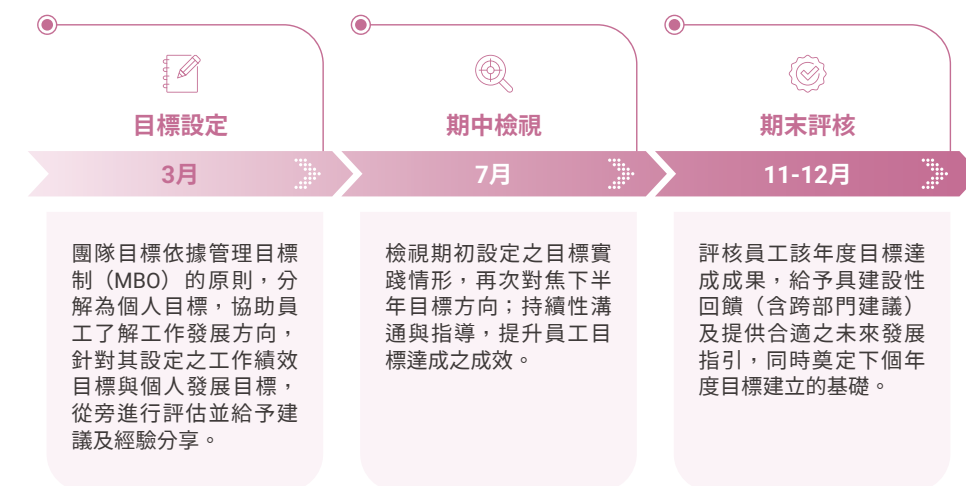 目標設定
3月
團隊目標依據管理目標
制（MBO）的原則，分
解為個人目標，協助員
工了解工作發展方向，
針對其設定之工作績效
目標與個人發展目標，
從旁進行評估並給予建
議及經驗分享。
期中檢視
7月
檢視期初設定之目標實
踐情形，再次對焦下半
年目標方向；持續性溝
通與指導，提升員工目
標達成之成效。
期末評核
11-12月
評核員工該年度目標達
成成果，給予具建設性
回饋（含跨部門建議）
及提供合適之未來發展
指引，同時奠定下個年
度目標建立的基礎。